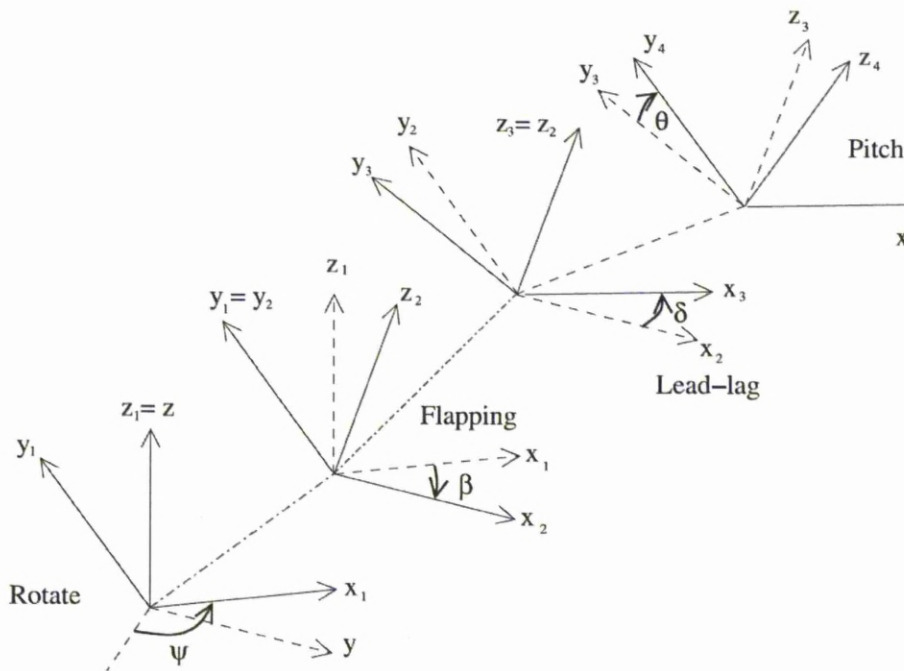 z₃
y₄
z₄
y₃
θ
Pitch
x
y₂
z₃= z₂
y₃
x₃
δ
x₂
Lead–lag
z₁
y₁= y₂
z₂
Flapping
x₁
β
x₂
z₁= z
y₁
Rotate
x₁
y
ψ